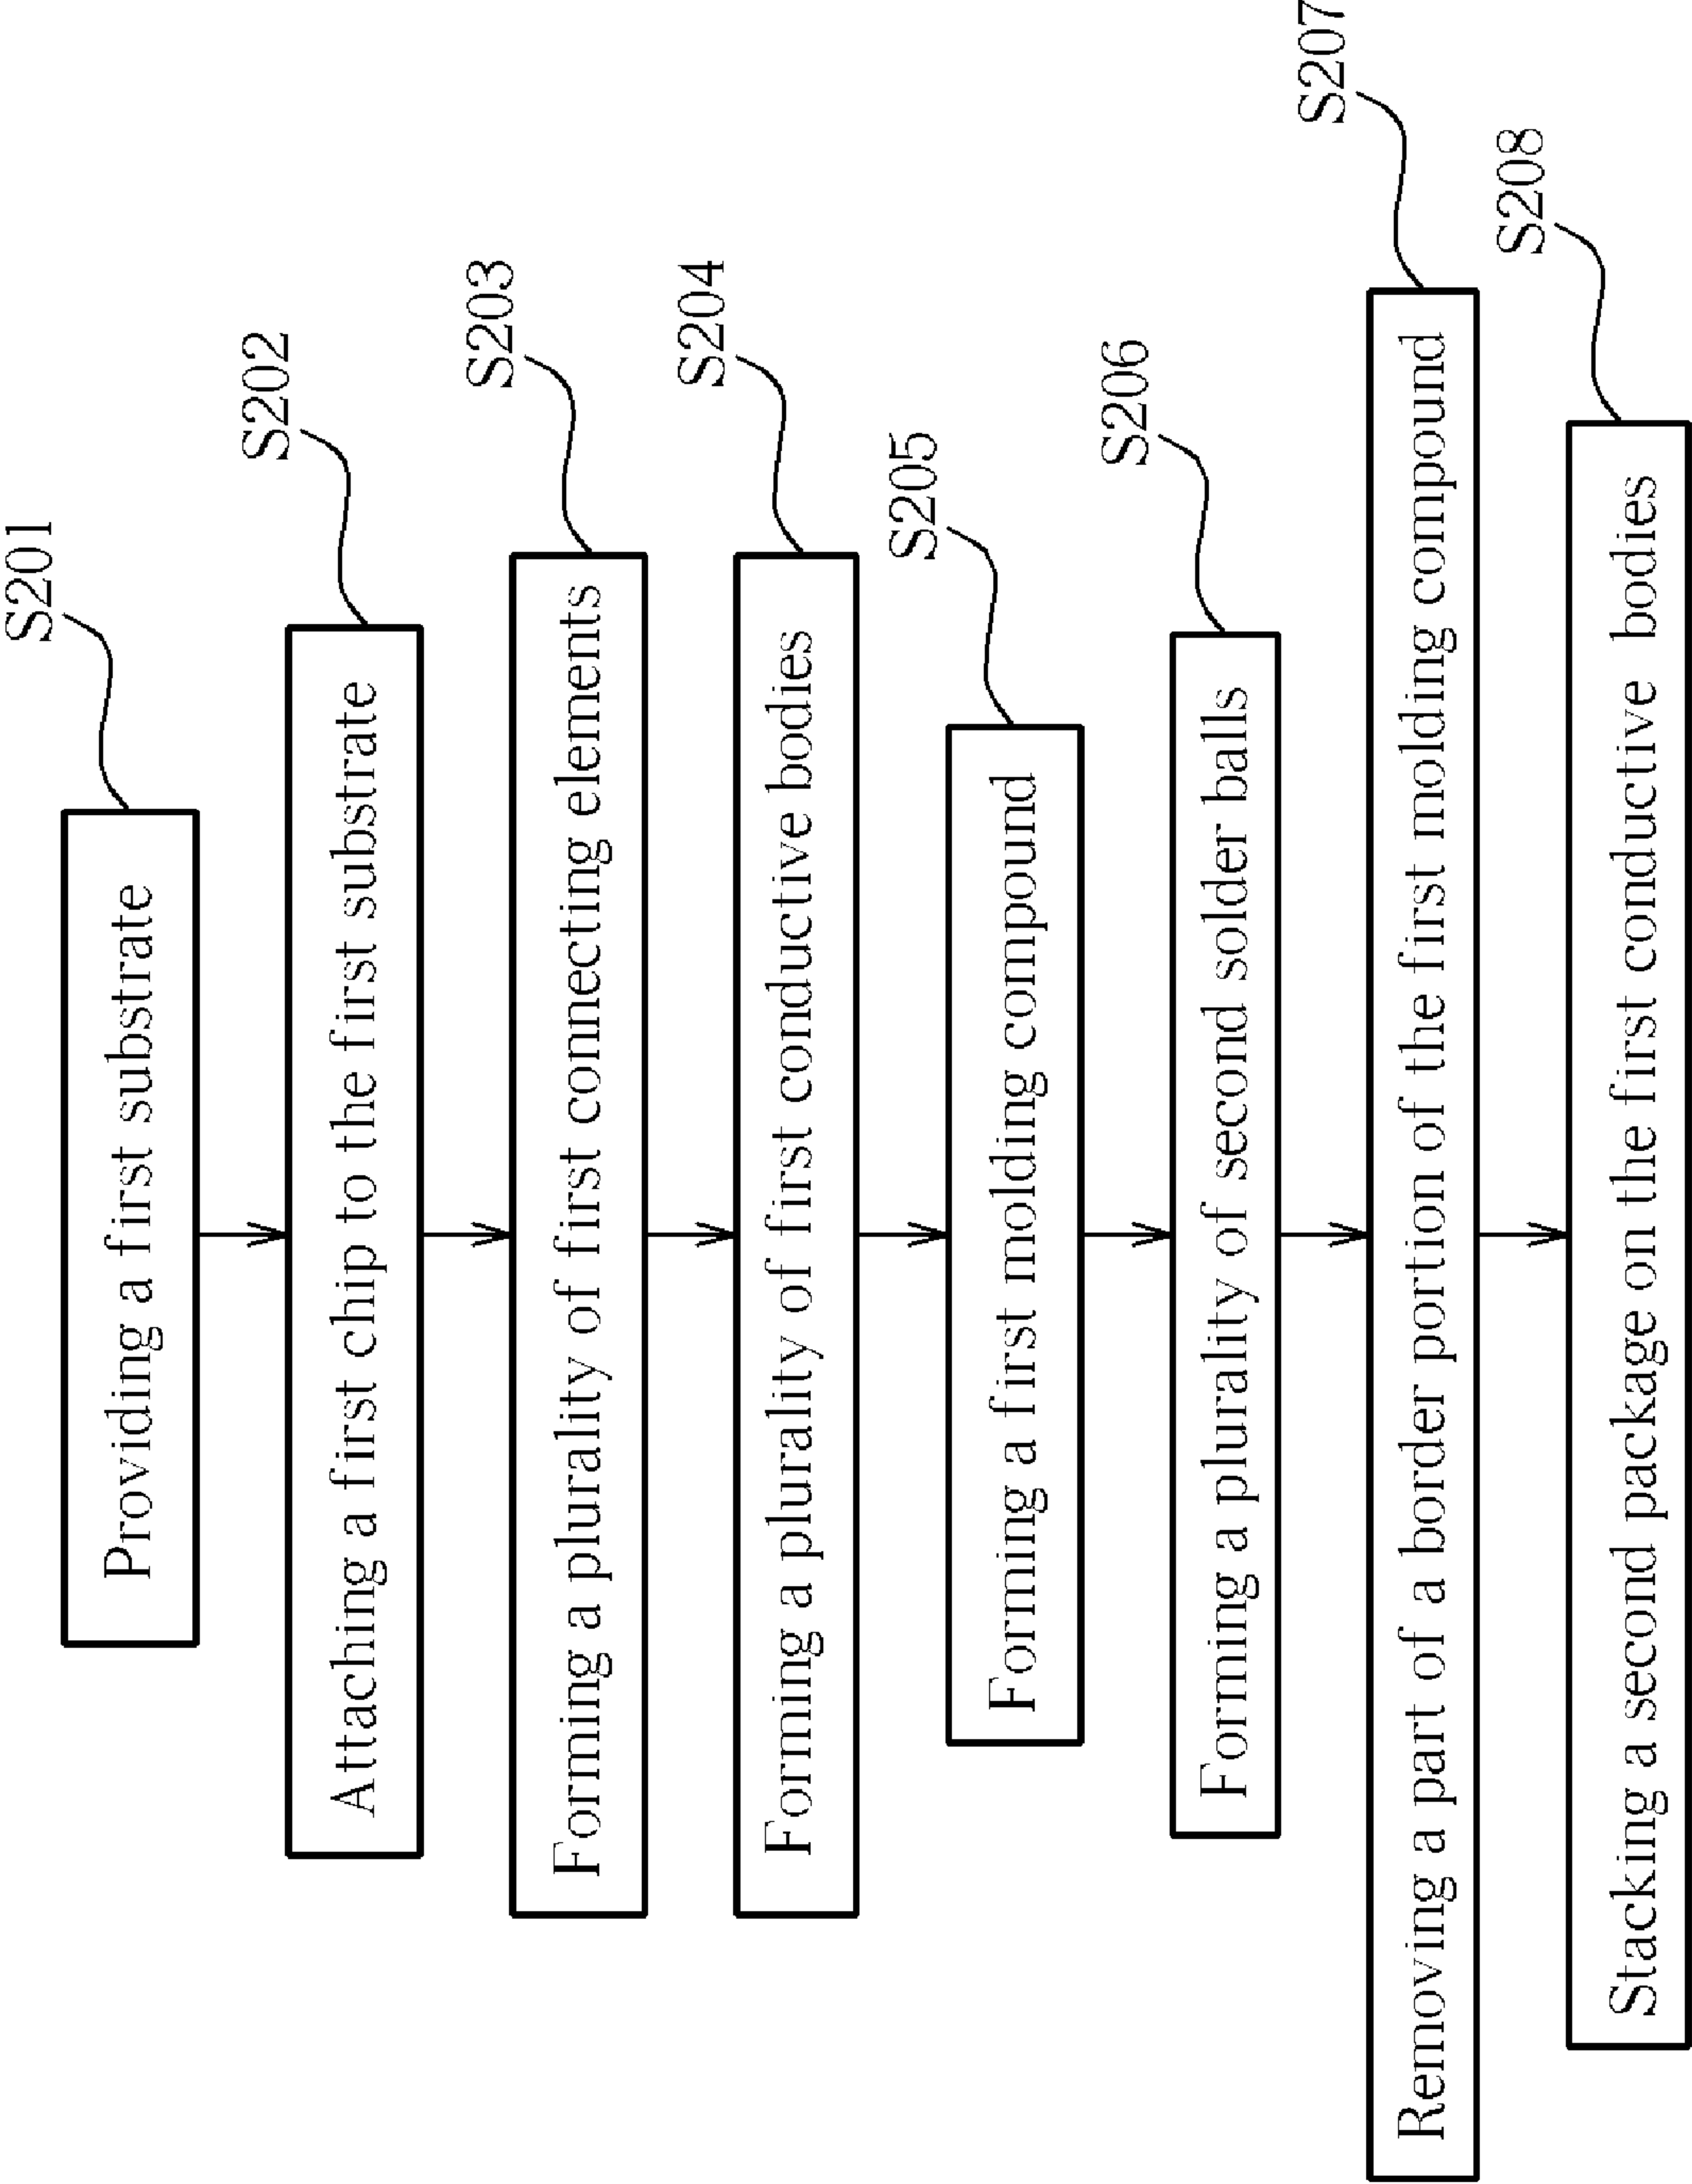 S201
Providing a first substrate
S202
Attaching a first chip to the first substrate
S203
Forming a plurality of first connecting elements
S204
Forming a plurality of first conductive bodies
S205
Forming a first molding compound
S206
Forming a plurality of second solder balls
S207
Removing a part of a border portion of the first molding compound
S208
Stacking a second package on the first conductive bodies